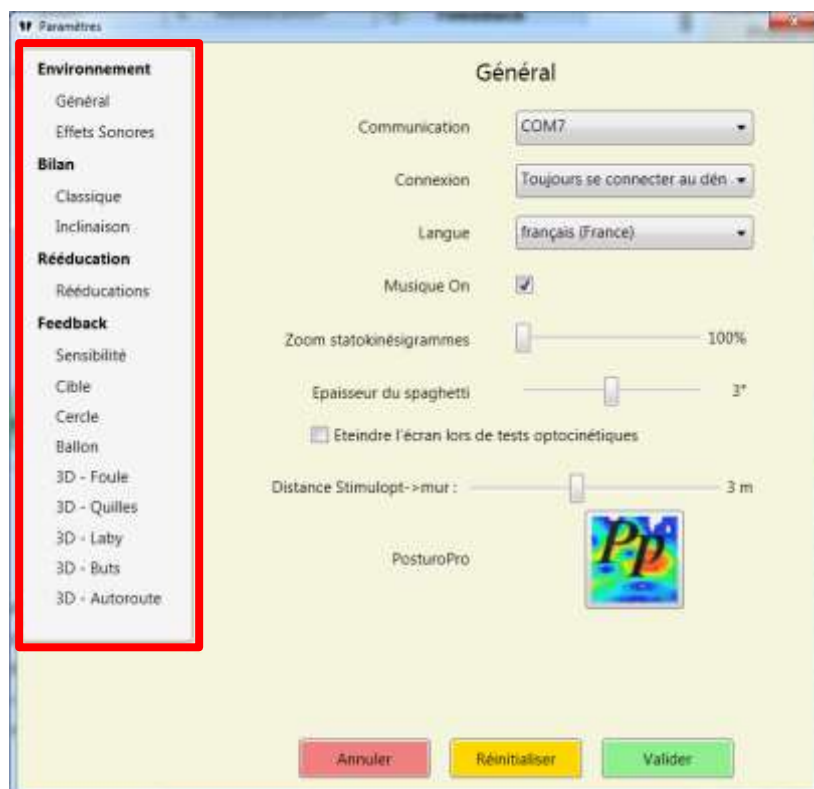 Paramètres
Environnement
Général
Effets Sonores
Bilan
Classique
Inclinaison
Rééducation
Rééducations
Feedback
Sensibilité
Cible
Cercle
Ballon
3D - Foule
3D - Quilles
3D - Laby
3D - Buts
3D - Autoroute
Général
Communication COM7
Connexion Toujours se connecter au dén
Langue français (France)
Musique On
Zoom statokinésigrammes 100%
Epaisseur du spaghetti 3"
Eteindre l'écran lors de tests optocinétiques
Distance Stimulopt->mur : 3 m
PosturoPro Pp
Annuler Réinitialiser Valider